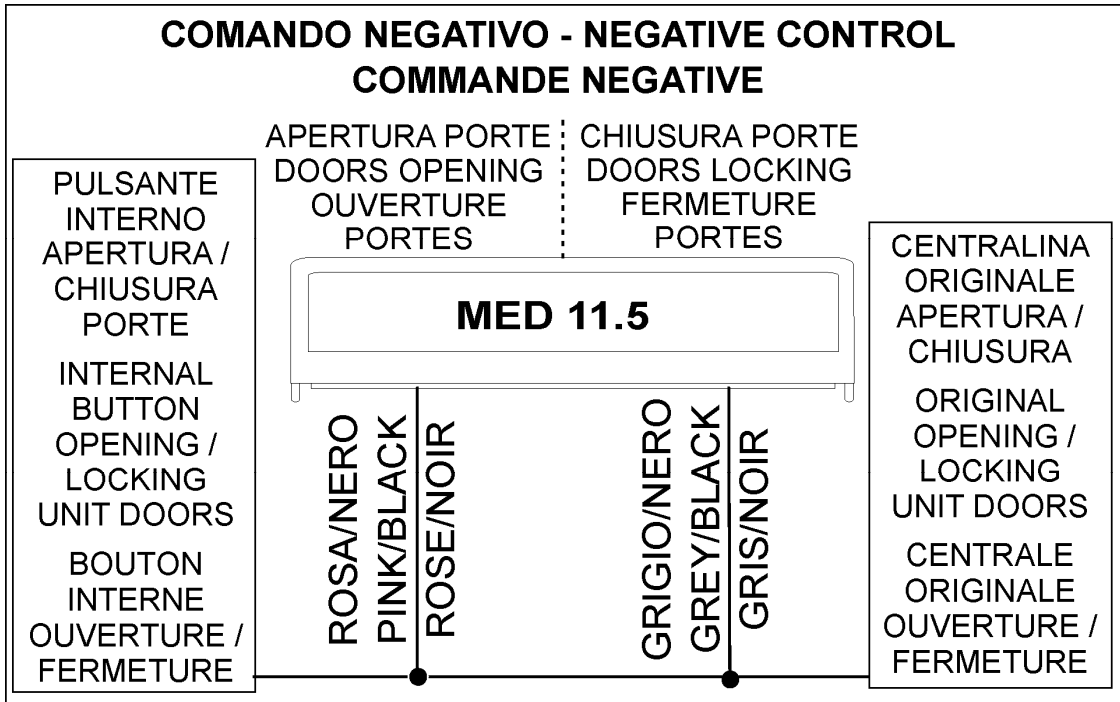 COMANDO NEGATIVO - NEGATIVE CONTROL
COMMANDE NEGATIVE
APERTURA PORTE
DOORS OPENING
OUVERTURE
PORTES
CHIUSURA PORTE
DOORS LOCKING
FERMETURE
PORTES
PULSANTE
INTERNO
APERTURA /
CHIUSURA
PORTE
INTERNAL
BUTTON
OPENING /
LOCKING
UNIT DOORS
BOUTON
INTERNE
OUVERTURE /
FERMETURE
MED 11.5
ROSA/NERO
PINK/BLACK
ROSE/NOIR
GRIGIO/NERO
GREY/BLACK
GRIS/NOIR
CENTRALINA
ORIGINALE
APERTURA /
CHIUSURA
ORIGINAL
OPENING /
LOCKING
UNIT DOORS
CENTRALE
ORIGINALE
OUVERTURE /
FERMETURE